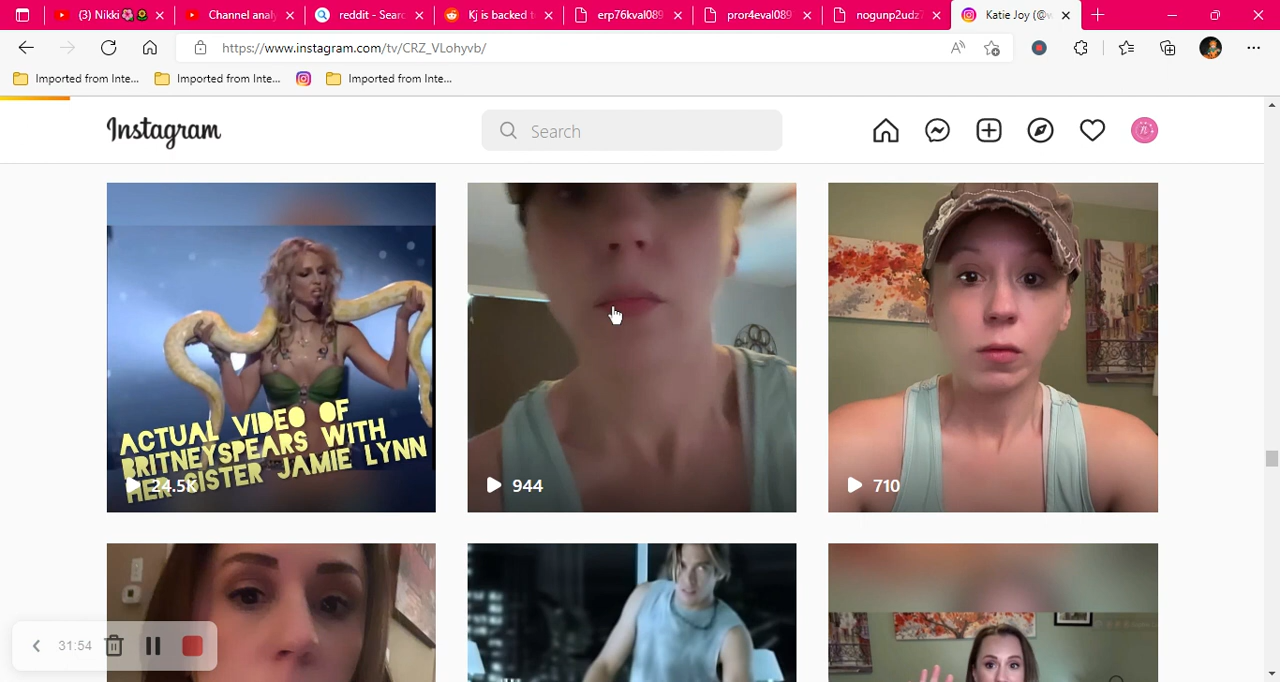 (3) Nikki
Channel anal
reddit - Searc
Kj is backed t
erp76kval089
pror4eval089
nogunp2udz7
Katie Joy (@w
https://www.instagram.com/tv/CRZ_VLohyvb/
Imported from Inte...
Imported from Inte...
Imported from Inte...
Instagram
Search
ACTUAL VIDEO OF
BRITNEYSPEARS WITH
HER SISTER JAMIE LYNN
24.5K
944
710
31:54